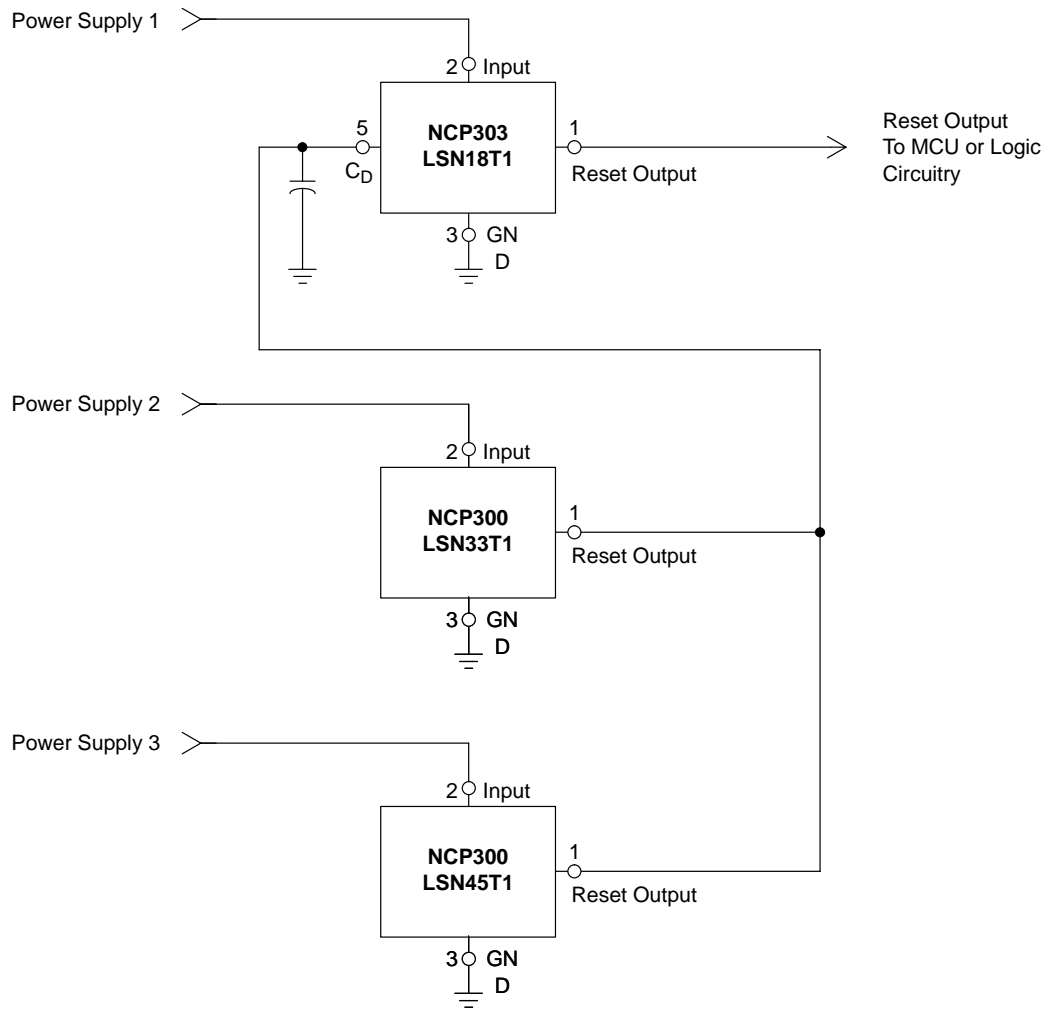 Power Supply 1
2 Input
NCP303
LSN18T1
5
C_D
1
Reset Output
Reset Output
To MCU or Logic
Circuitry
3 GN
D
Power Supply 2
2 Input
NCP300
LSN33T1
1
Reset Output
3 GN
D
Power Supply 3
2 Input
NCP300
LSN45T1
1
Reset Output
3 GN
D